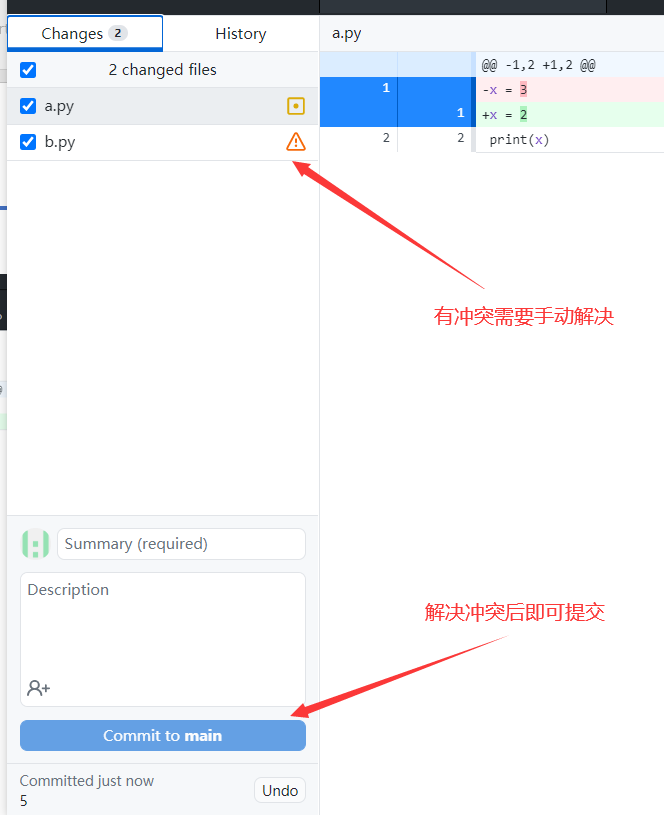 Changes 2
History
2 changed files
a.py
b.py
a.py
@@ -1,2 +1,2 @@
1 -x = 3
1 +x = 2
2 2 print(x)
有冲突需要手动解决
解决冲突后即可提交
Summary (required)
Description
Commit to main
Committed just now
5
Undo